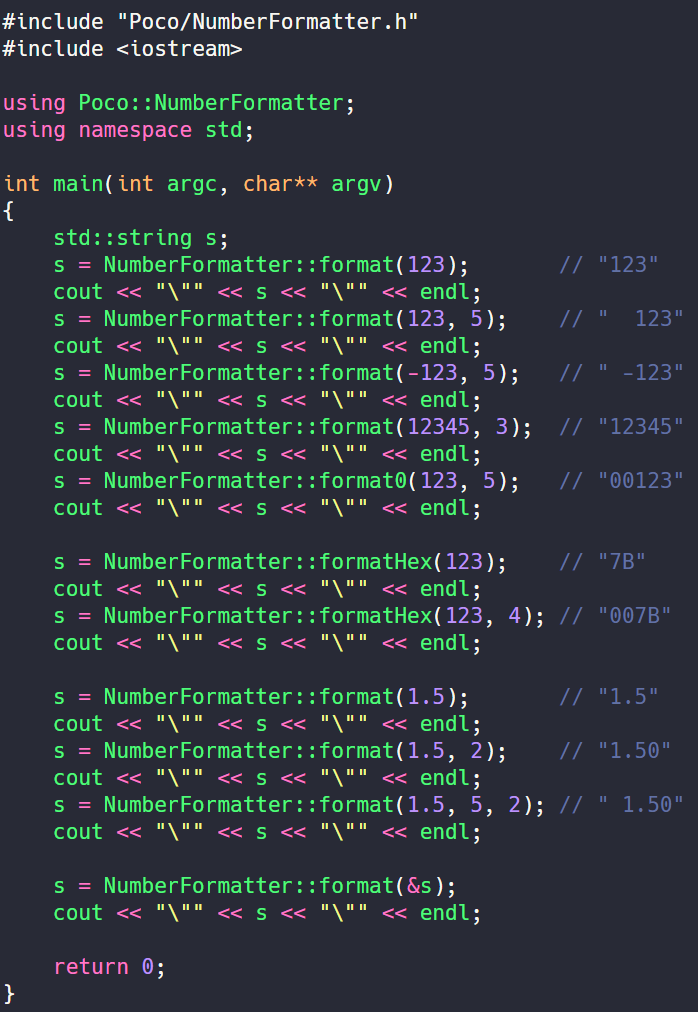 #include "Poco/NumberFormatter.h"
#include <iostream>

using Poco::NumberFormatter;
using namespace std;

int main(int argc, char** argv)
{
    std::string s;
    s = NumberFormatter::format(123);       // "123"
    cout << "\"" << s << "\"" << endl;
    s = NumberFormatter::format(123, 5);    // "  123"
    cout << "\"" << s << "\"" << endl;
    s = NumberFormatter::format(-123, 5);   // " -123"
    cout << "\"" << s << "\"" << endl;
    s = NumberFormatter::format(12345, 3);  // "12345"
    cout << "\"" << s << "\"" << endl;
    s = NumberFormatter::format0(123, 5);   // "00123"
    cout << "\"" << s << "\"" << endl;

    s = NumberFormatter::formatHex(123);    // "7B"
    cout << "\"" << s << "\"" << endl;
    s = NumberFormatter::formatHex(123, 4); // "007B"
    cout << "\"" << s << "\"" << endl;

    s = NumberFormatter::format(1.5);       // "1.5"
    cout << "\"" << s << "\"" << endl;
    s = NumberFormatter::format(1.5, 2);    // "1.50"
    cout << "\"" << s << "\"" << endl;
    s = NumberFormatter::format(1.5, 5, 2); // " 1.50"
    cout << "\"" << s << "\"" << endl;

    s = NumberFormatter::format(&s);
    cout << "\"" << s << "\"" << endl;

    return 0;
}